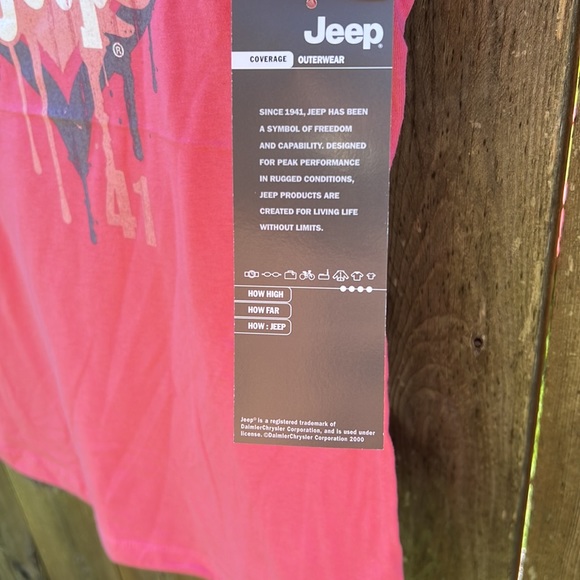 Jeep®
®
41
Jeep®
COVERAGE OUTERWEAR
SINCE 1941, JEEP HAS BEEN
A SYMBOL OF FREEDOM
AND CAPABILITY. DESIGNED
FOR PEAK PERFORMANCE
IN RUGGED CONDITIONS,
JEEP PRODUCTS ARE
CREATED FOR LIVING LIFE
WITHOUT LIMITS.
HOW HIGH
HOW FAR
HOW : JEEP
Jeep® is a registered trademark of
DaimlerChrysler Corporation, and is used under
license. ©DaimlerChrysler Corporation 2000